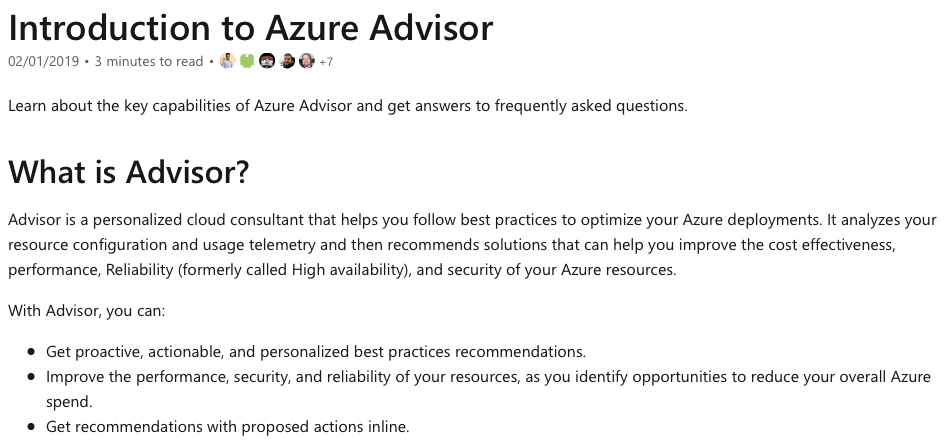 Introduction to Azure Advisor
02/01/2019 • 3 minutes to read • +7
Learn about the key capabilities of Azure Advisor and get answers to frequently asked questions.
What is Advisor?
Advisor is a personalized cloud consultant that helps you follow best practices to optimize your Azure deployments. It analyzes your
resource configuration and usage telemetry and then recommends solutions that can help you improve the cost effectiveness,
performance, Reliability (formerly called High availability), and security of your Azure resources.
With Advisor, you can:
• Get proactive, actionable, and personalized best practices recommendations.
• Improve the performance, security, and reliability of your resources, as you identify opportunities to reduce your overall Azure
spend.
• Get recommendations with proposed actions inline.